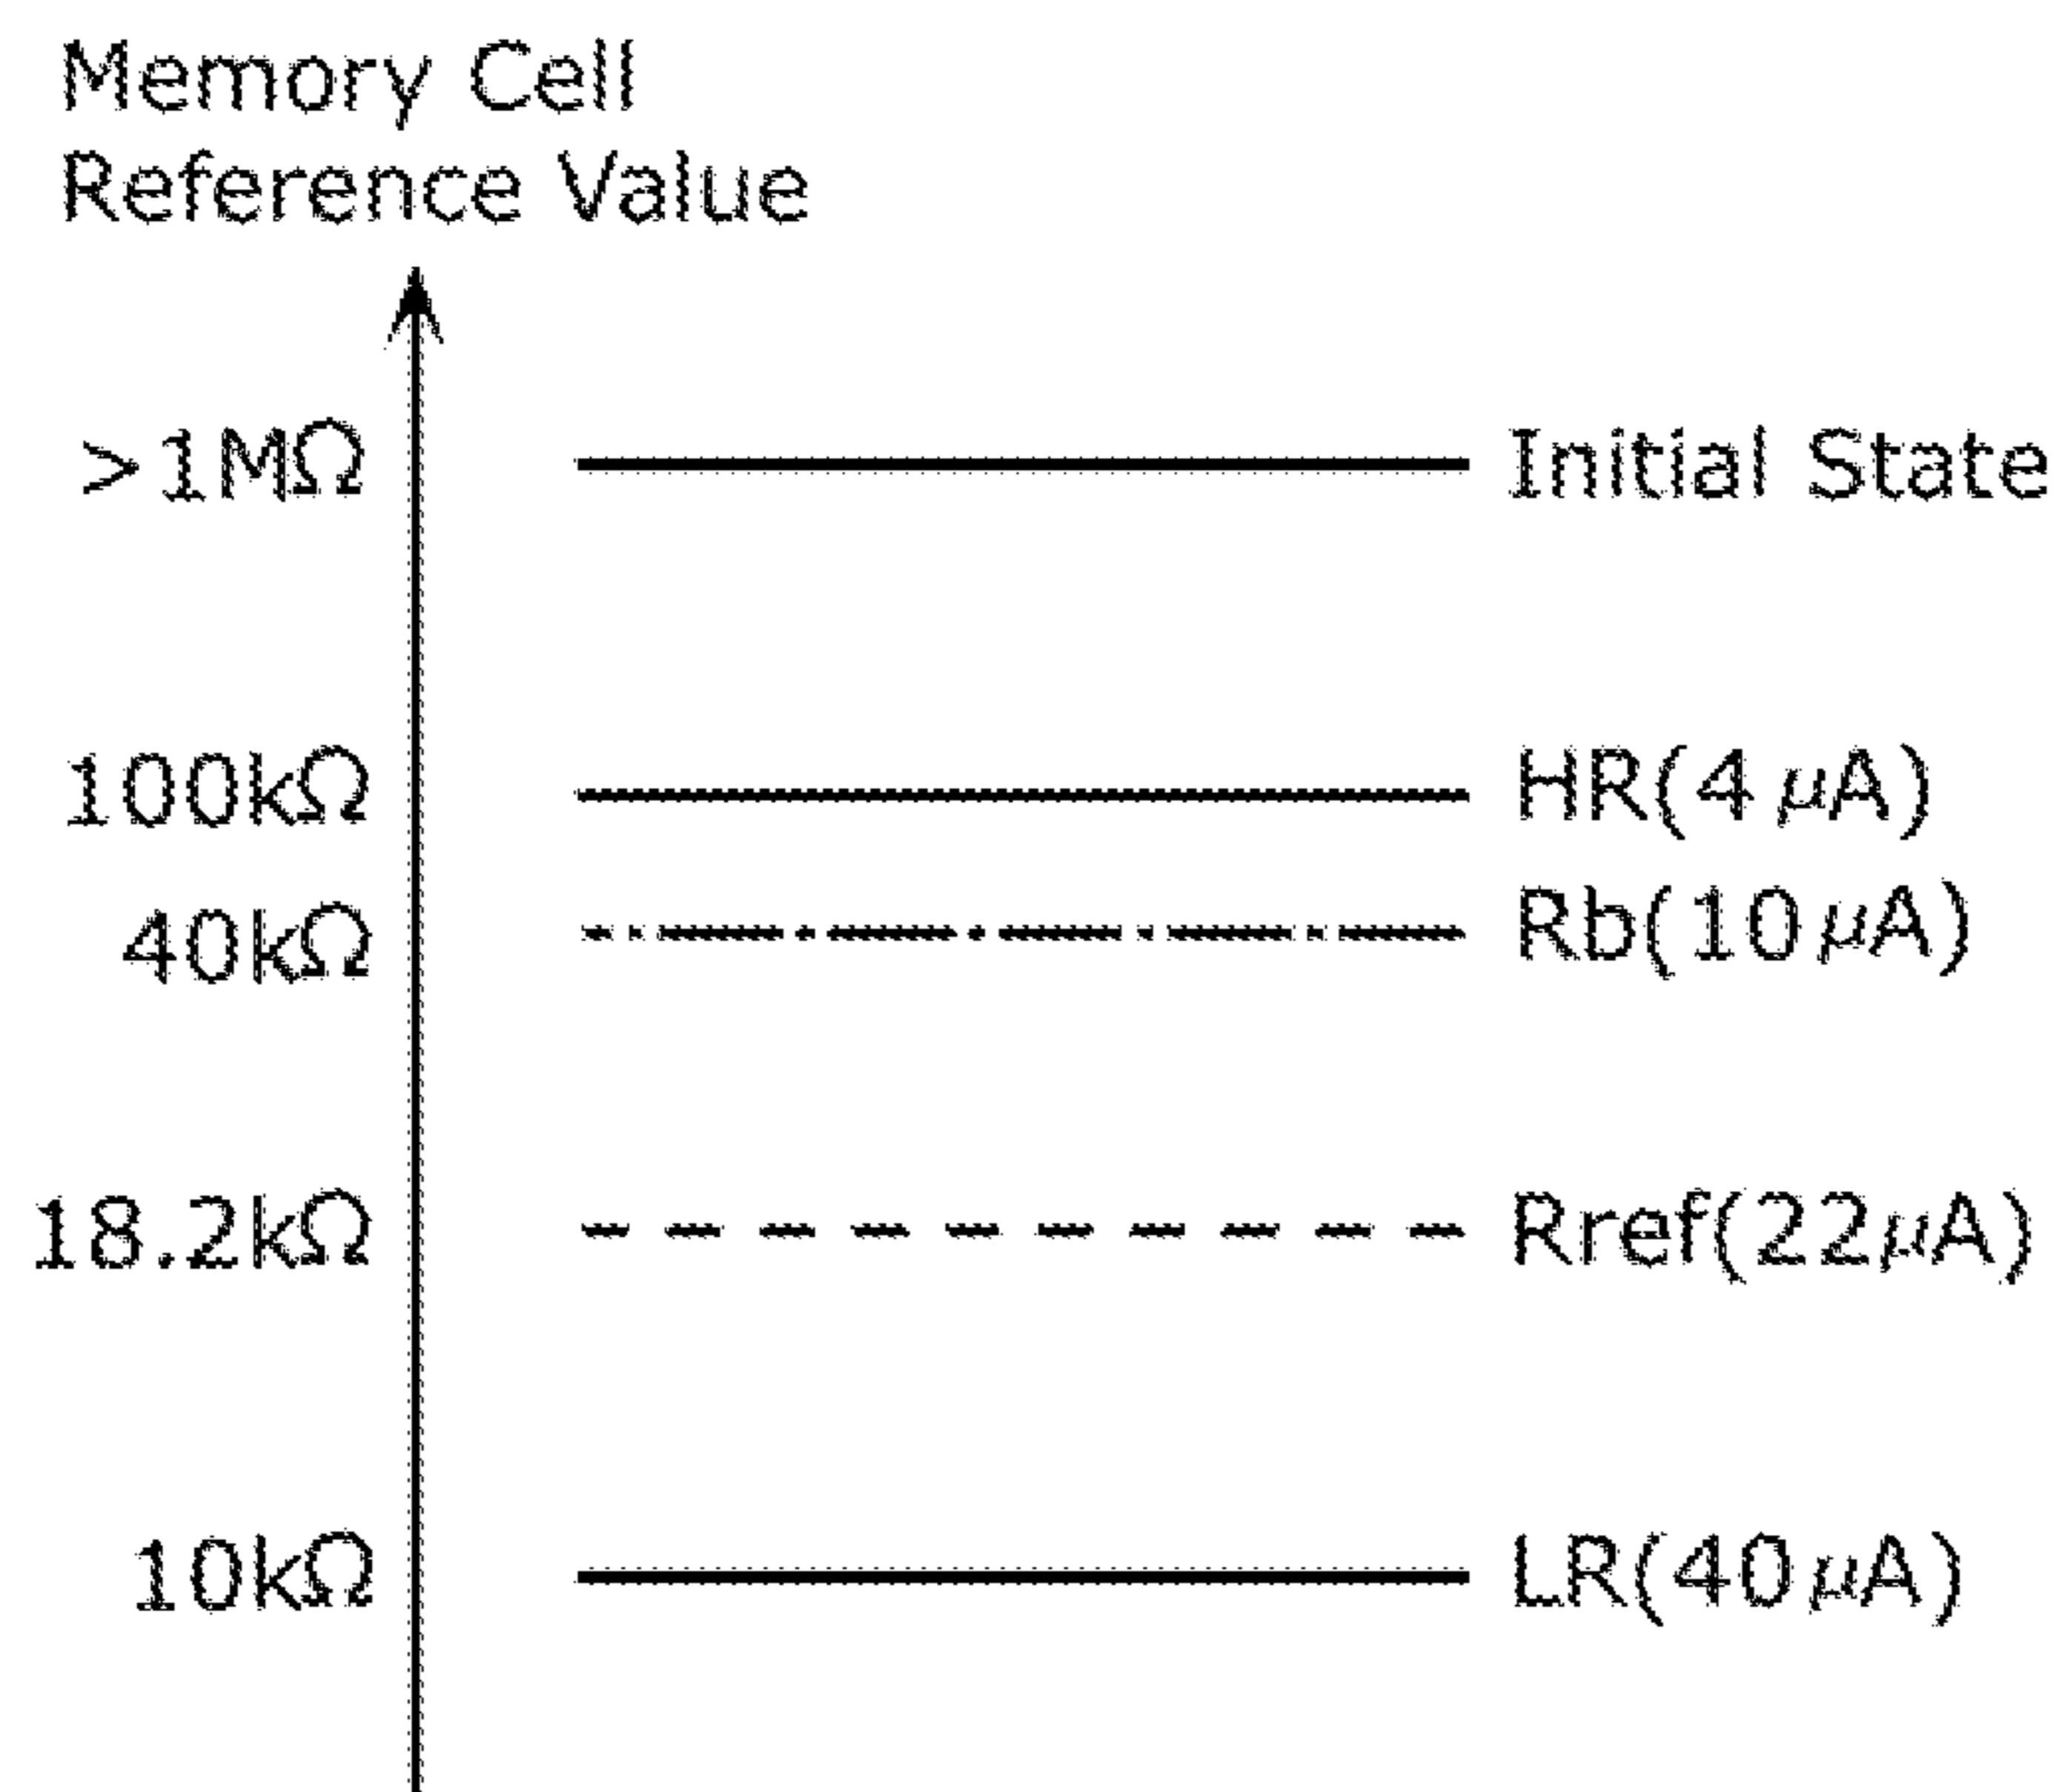 Memory Cell
Reference Value
>1MΩ Initial State
100kΩ HR(4μA)
40kΩ Rb(10μA)
18.2kΩ Rref(22μA)
10kΩ LR(40μA)